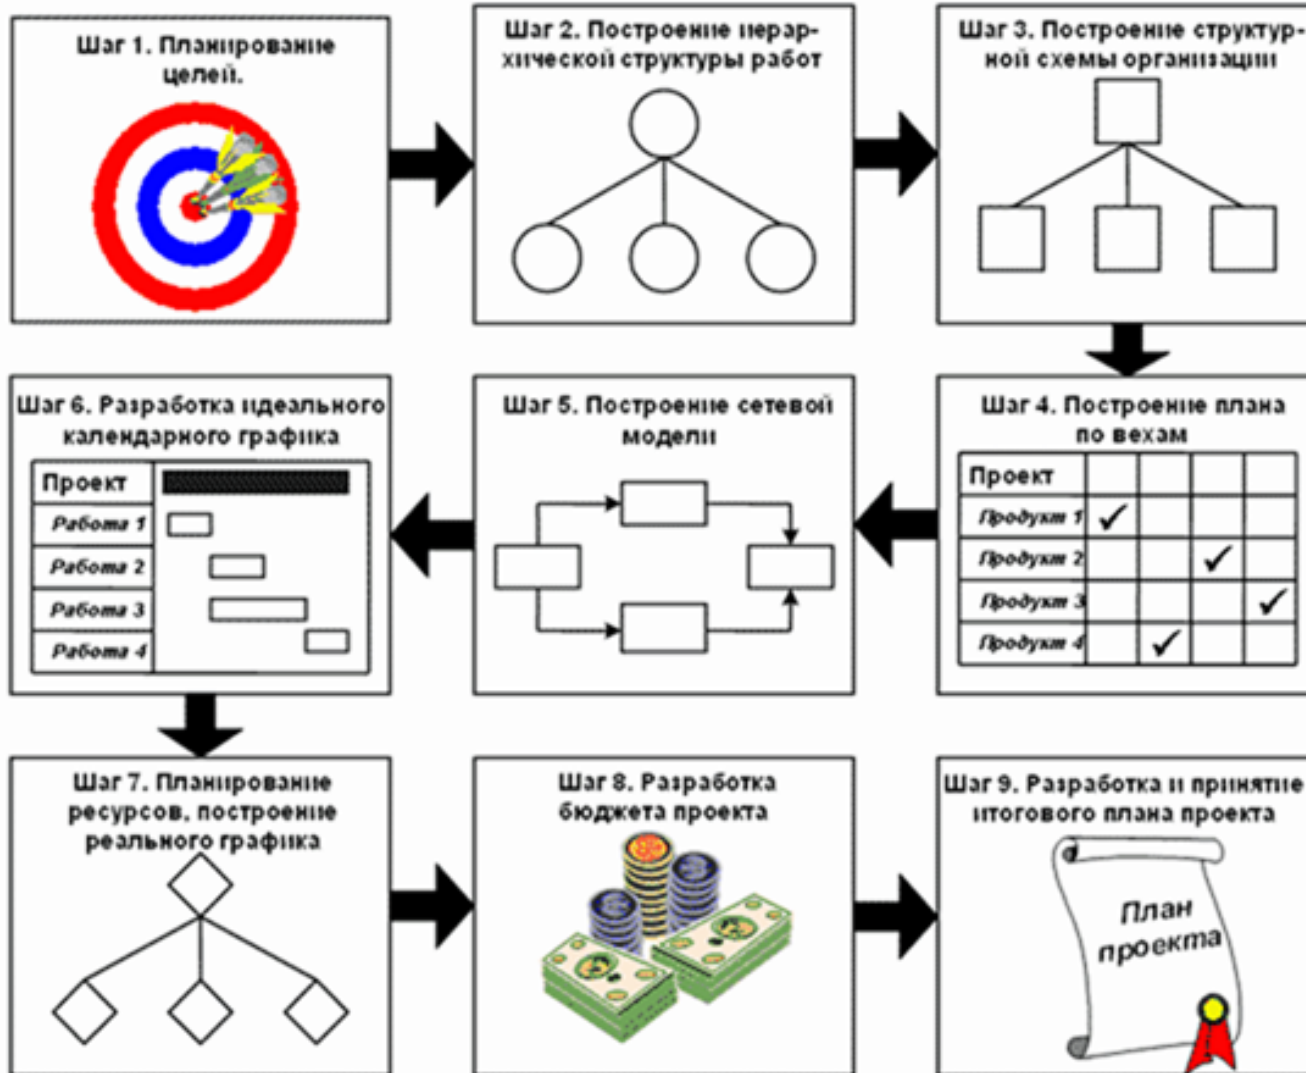 Шаг 1. Планирование
целей.
Шаг 2. Построение иерар-
хической структуры работ
Шаг 3. Построение структур-
ной схемы организации
Шаг 4. Построение плана
по вехам
Проект
Продукт 1
Продукт 2
Продукт 3
Продукт 4
Шаг 5. Построение сетевой
модели
Шаг 6. Разработка идеального
календарного графика
Проект
Работа 1
Работа 2
Работа 3
Работа 4
Шаг 7. Планирование
ресурсов, построение
реального графика
Шаг 8. Разработка
бюджета проекта
Шаг 9. Разработка и принятие
итогового плана проекта
План
проекта